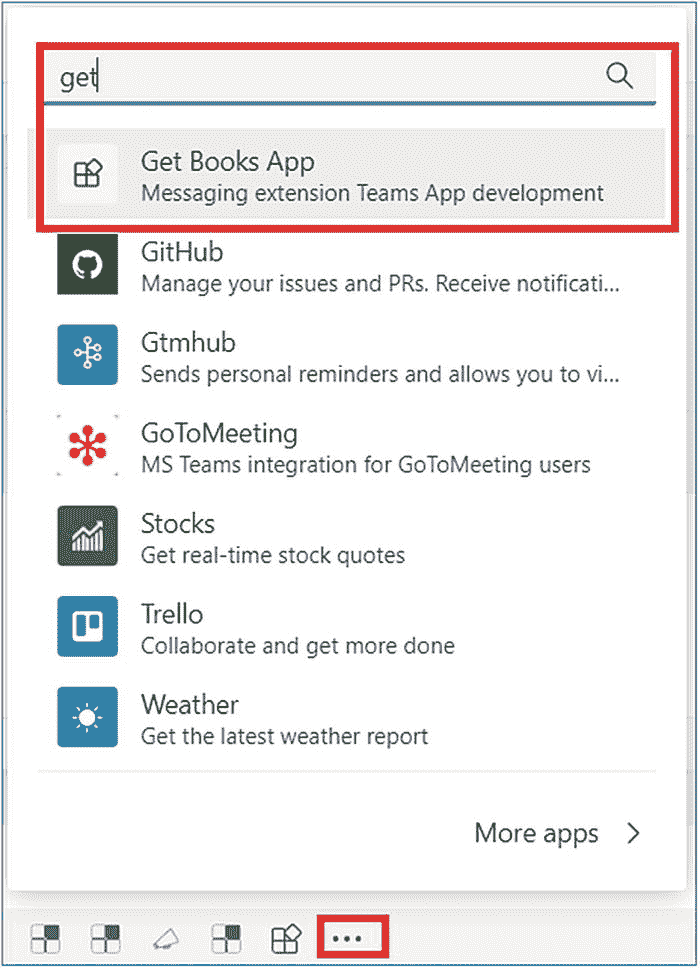 get
Get Books App
Messaging extension Teams App development
GitHub
Manage your issues and PRs. Receive notificati...
Gtmhub
Sends personal reminders and allows you to vi...
GoToMeeting
MS Teams integration for GoToMeeting users
Stocks
Get real-time stock quotes
Trello
Collaborate and get more done
Weather
Get the latest weather report
More apps